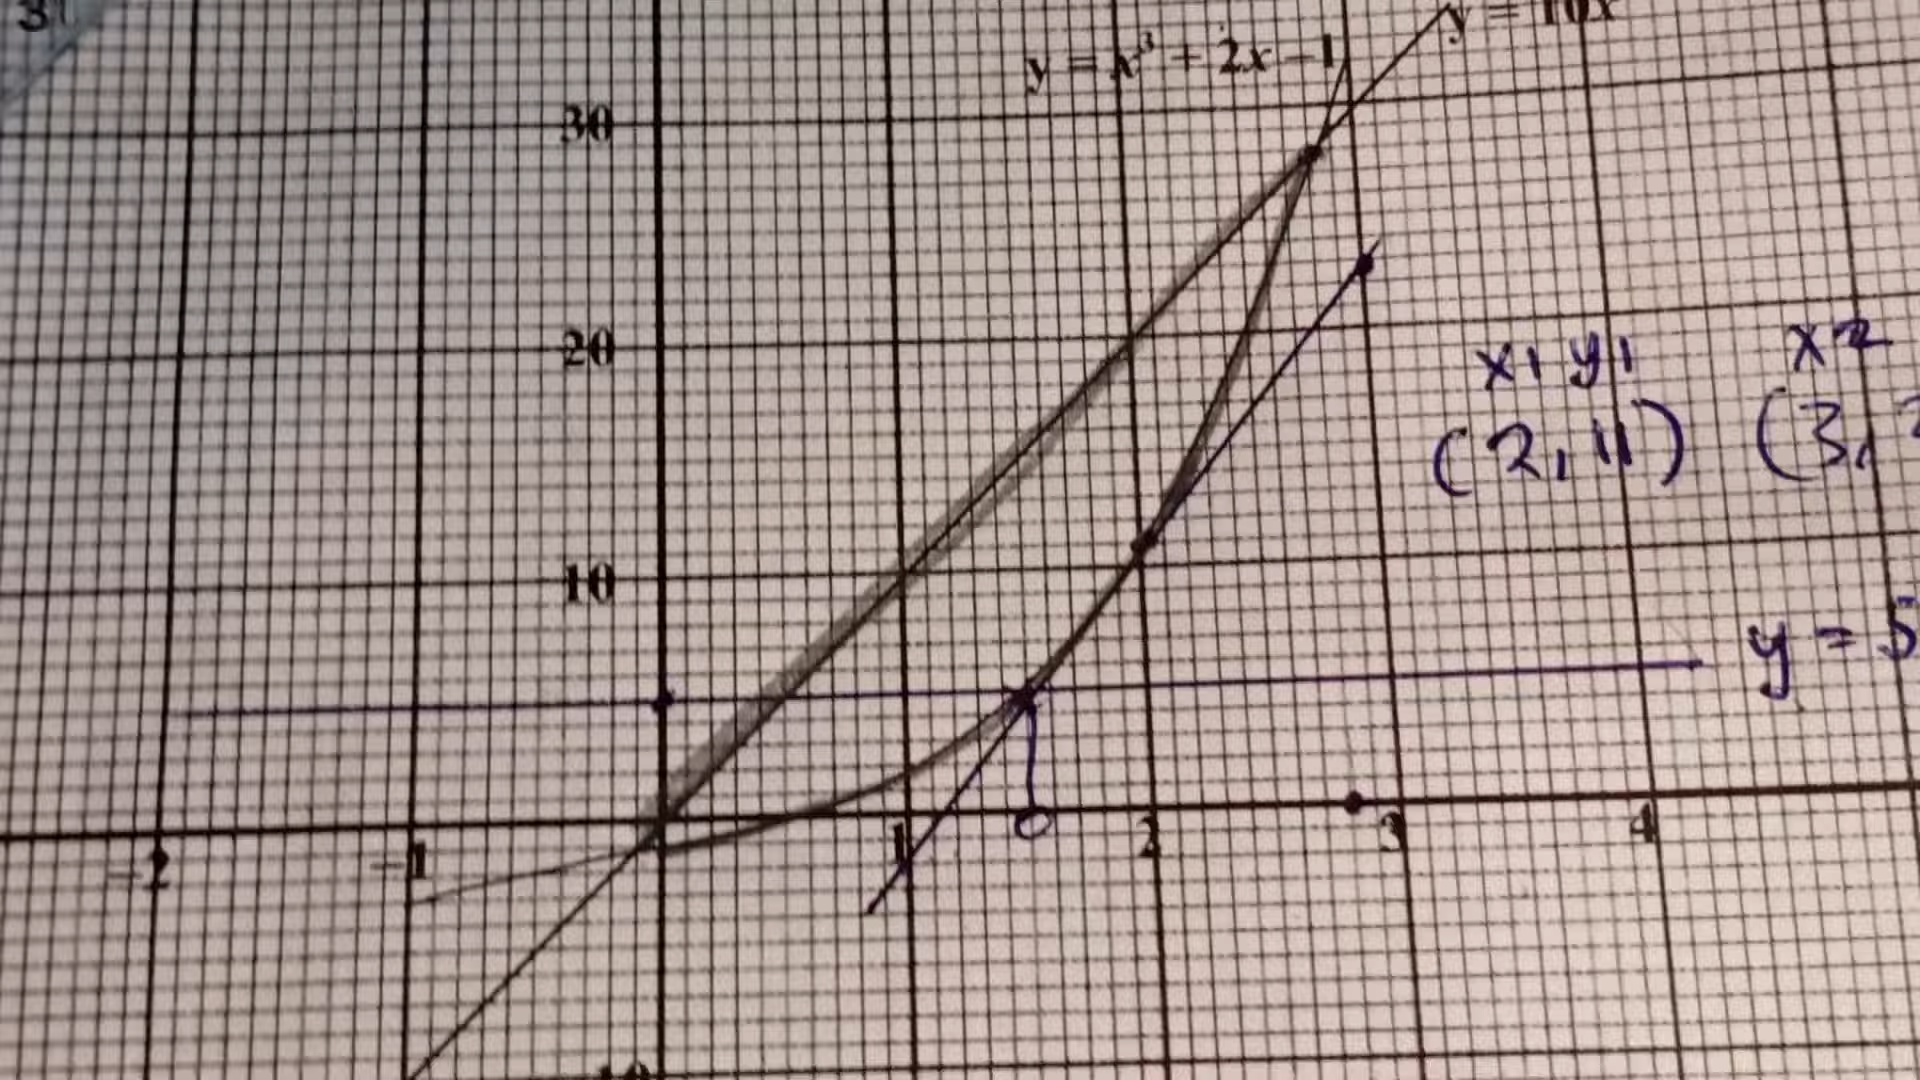 y = 10x
y = x³ + 2x – 1
30
20
x1 y1 x2
(2, 11) (3,
10
y = 5
–2 –1 1 2 3 4